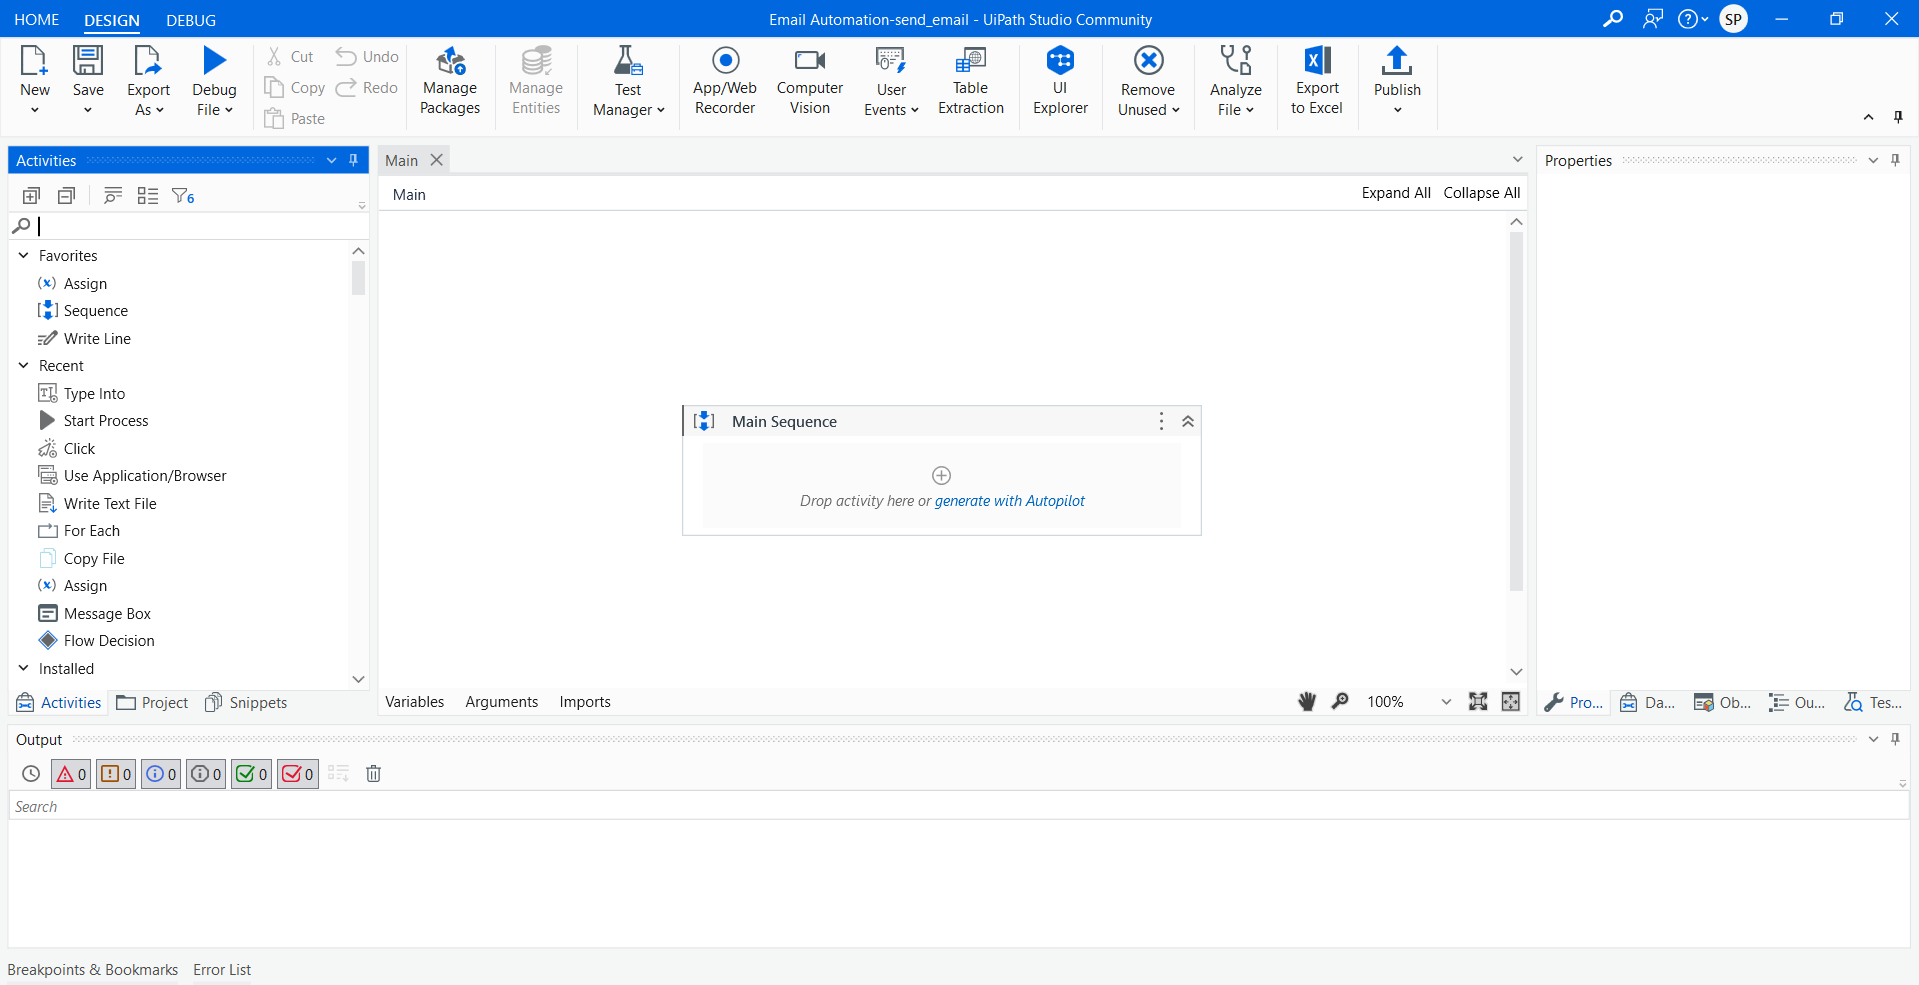 HOME DESIGN DEBUG
Email Automation-send_email - UiPath Studio Community
SP
New
Save
Export As
Debug File
Cut
Copy
Paste
Undo
Redo
Manage Packages
Manage Entities
Test Manager
App/Web Recorder
Computer Vision
User Events
Table Extraction
UI Explorer
Remove Unused
Analyze File
Export to Excel
Publish
Activities
6
Favorites
Assign
Sequence
Write Line
Recent
Type Into
Start Process
Click
Use Application/Browser
Write Text File
For Each
Copy File
Assign
Message Box
Flow Decision
Installed
Activities Project Snippets
Main
Main
Expand All Collapse All
Main Sequence
Drop activity here or generate with Autopilot
Variables Arguments Imports
100%
Properties
Pro... Da... Ob... Ou... Tes...
Output
0 0 0 0 0 0
Search
Breakpoints & Bookmarks Error List